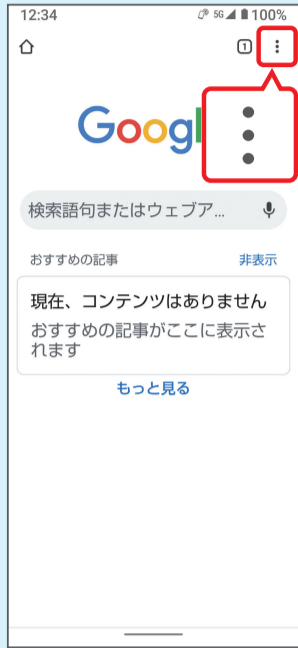 12:34 5G 100%
1
Googl
検索語句またはウェブア...
おすすめの記事 非表示
現在、コンテンツはありません
おすすめの記事がここに表示さ
れます
もっと見る